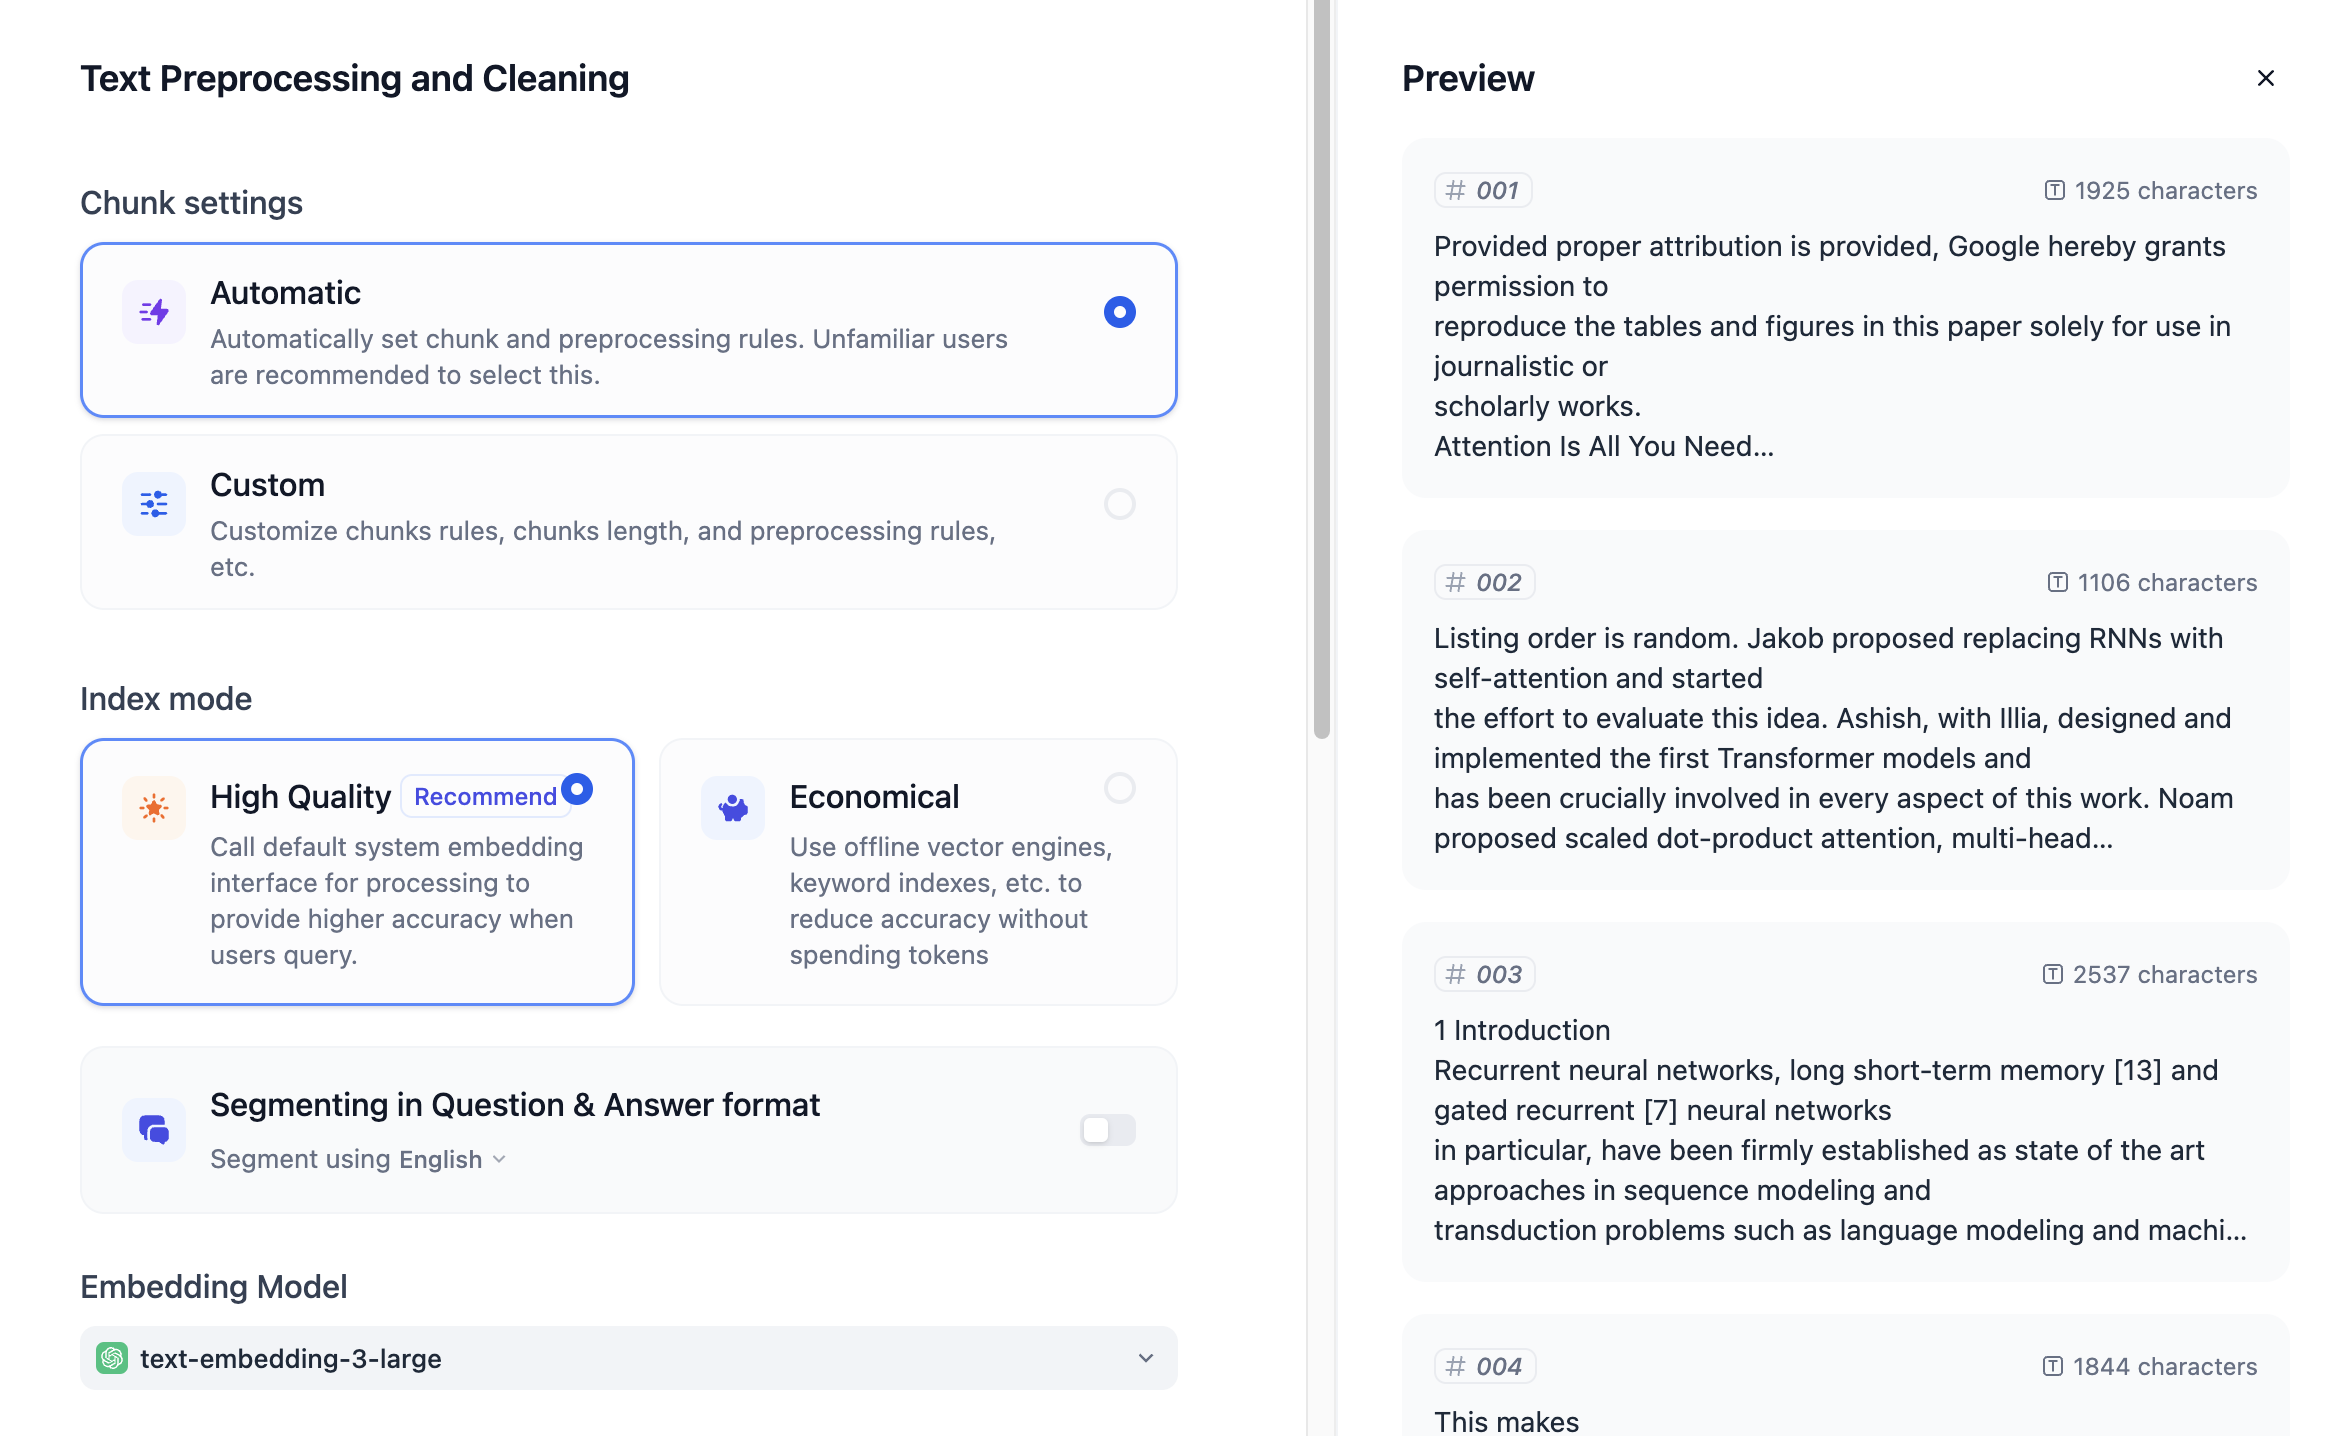 Text Preprocessing and Cleaning
Chunk settings
Automatic
Automatically set chunk and preprocessing rules. Unfamiliar users
are recommended to select this.
Custom
Customize chunks rules, chunks length, and preprocessing rules,
etc.
Index mode
High Quality Recommend
Call default system embedding
interface for processing to
provide higher accuracy when
users query.
Economical
Use offline vector engines,
keyword indexes, etc. to
reduce accuracy without
spending tokens
Segmenting in Question & Answer format
Segment using English
Embedding Model
text-embedding-3-large
Preview
# 001 1925 characters
Provided proper attribution is provided, Google hereby grants
permission to
reproduce the tables and figures in this paper solely for use in
journalistic or
scholarly works.
Attention Is All You Need...
# 002 1106 characters
Listing order is random. Jakob proposed replacing RNNs with
self-attention and started
the effort to evaluate this idea. Ashish, with Illia, designed and
implemented the first Transformer models and
has been crucially involved in every aspect of this work. Noam
proposed scaled dot-product attention, multi-head...
# 003 2537 characters
1 Introduction
Recurrent neural networks, long short-term memory [13] and
gated recurrent [7] neural networks
in particular, have been firmly established as state of the art
approaches in sequence modeling and
transduction problems such as language modeling and machi...
# 004 1844 characters
This makes